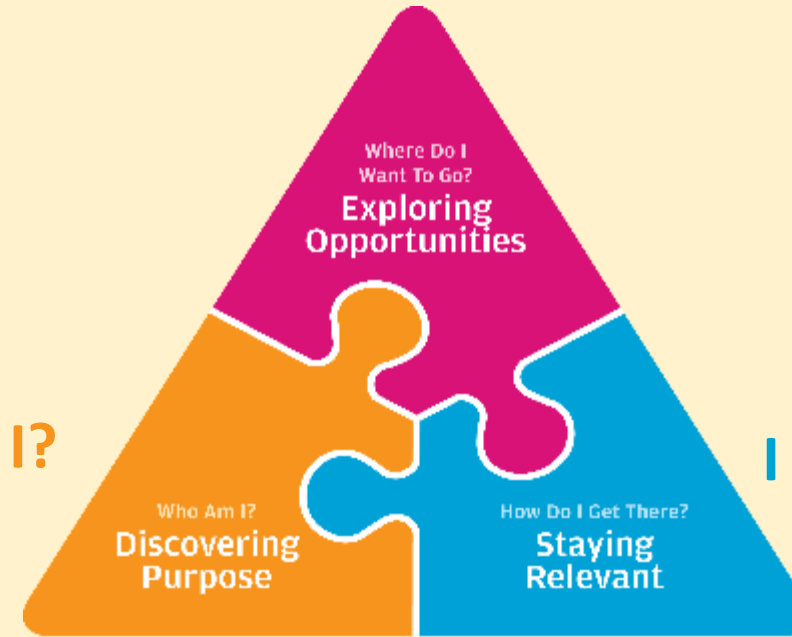 Where Do I
Want To Go?
Exploring
Opportunities
I?
I
Who Am I?
Discovering
Purpose
How Do I Get There?
Staying
Relevant